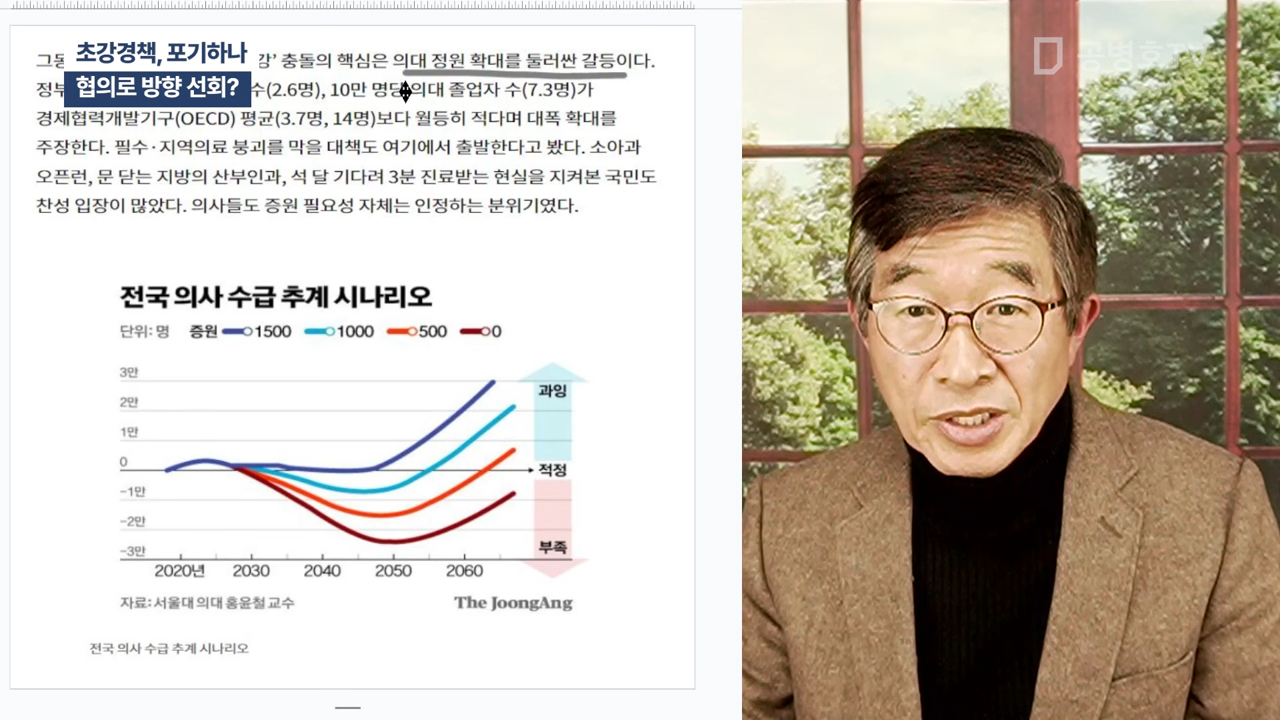 초강경책, 포기하나
협의로 방향 선회?
강’ 충돌의 핵심은 의대 정원 확대를 둘러싼 갈등이다.
수(2.6명), 10만 명당 의대 졸업자 수(7.3명)가
경제협력개발기구(OECD) 평균(3.7명, 14명)보다 월등히 적다며 대폭 확대를
주장한다. 필수·지역의료 붕괴를 막을 대책도 여기에서 출발한다고 봤다. 소아과
오픈런, 문 닫는 지방의 산부인과, 석 달 기다려 3분 진료받는 현실을 지켜본 국민도
찬성 입장이 많았다. 의사들도 증원 필요성 자체는 인정하는 분위기였다.
전국 의사 수급 추계 시나리오
단위: 명 증원 1500 1000 500 0
3만
2만
1만
0
-1만
-2만
-3만
과잉
적정
부족
2020년 2030 2040 2050 2060
자료: 서울대 의대 홍윤철 교수 The JoongAng
전국 의사 수급 추계 시나리오
공병호TV